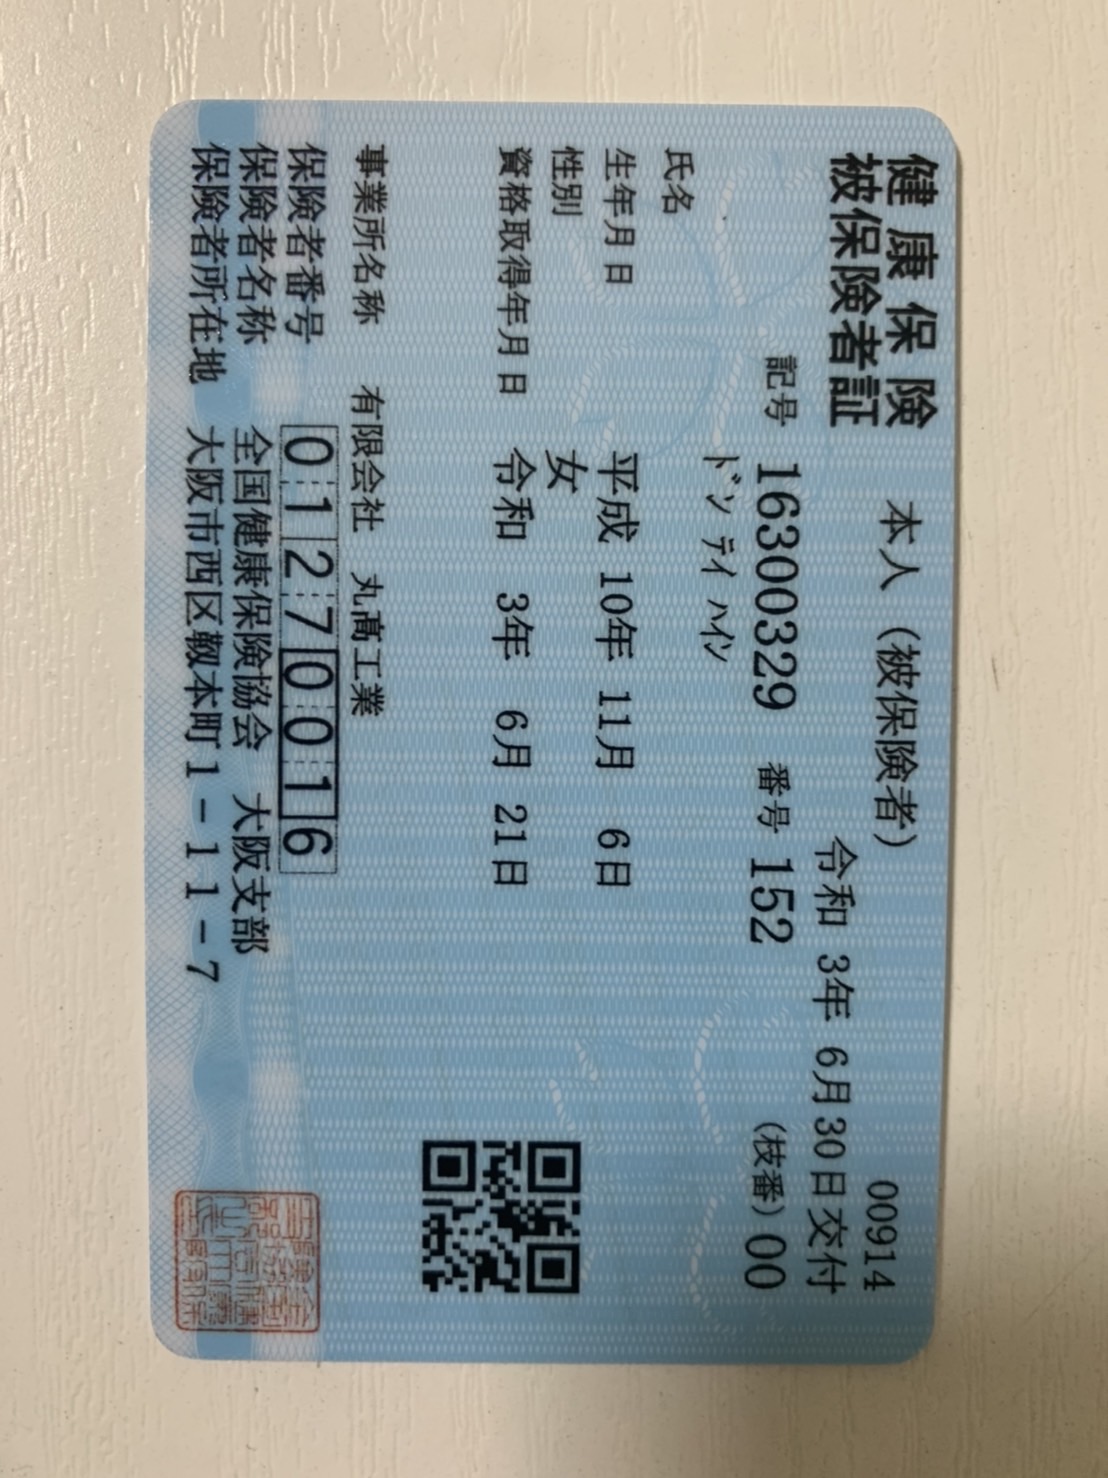 健康保険
被保険者証
本人（被保険者）
00914
令和 3年 6月30日交付
記号 16300329 番号 152 (枝番) 00
ﾄﾞﾝ ﾃｨ ﾊｲﾝ
氏名
生年月日 平成 10年 11月 6日
性別 女
資格取得年月日 令和 3年 6月 21日
事業所名称 有限会社 丸高工業
保険者番号 01270016
保険者名称 全国健康保険協会 大阪支部
保険者所在地 大阪市西区靱本町1-11-7